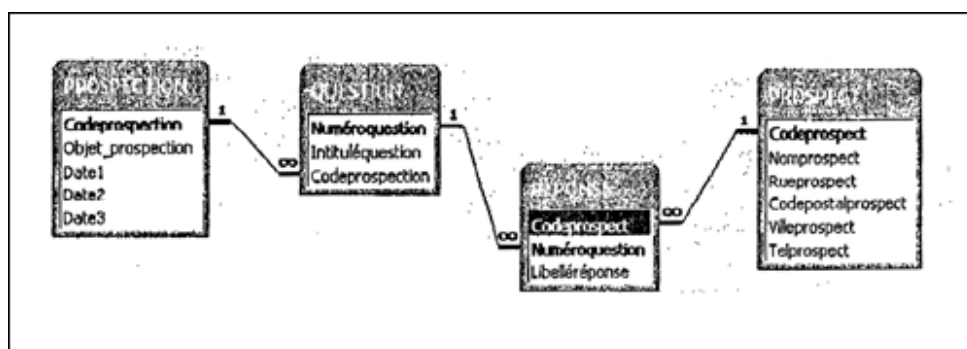 PROSPECTION
Codeprospection
Objet_prospection
Date1
Date2
Date3
1
∞
QUESTION
Numéroquestion
Intituléquestion
Codeprospection
1
∞
REPONSE
Codeprospect
Numéroquestion
Libelléréponse
∞
1
PROSPECT
Codeprospect
Nomprospect
Rueprospect
Codepostalprospect
Villeprospect
Telprospect